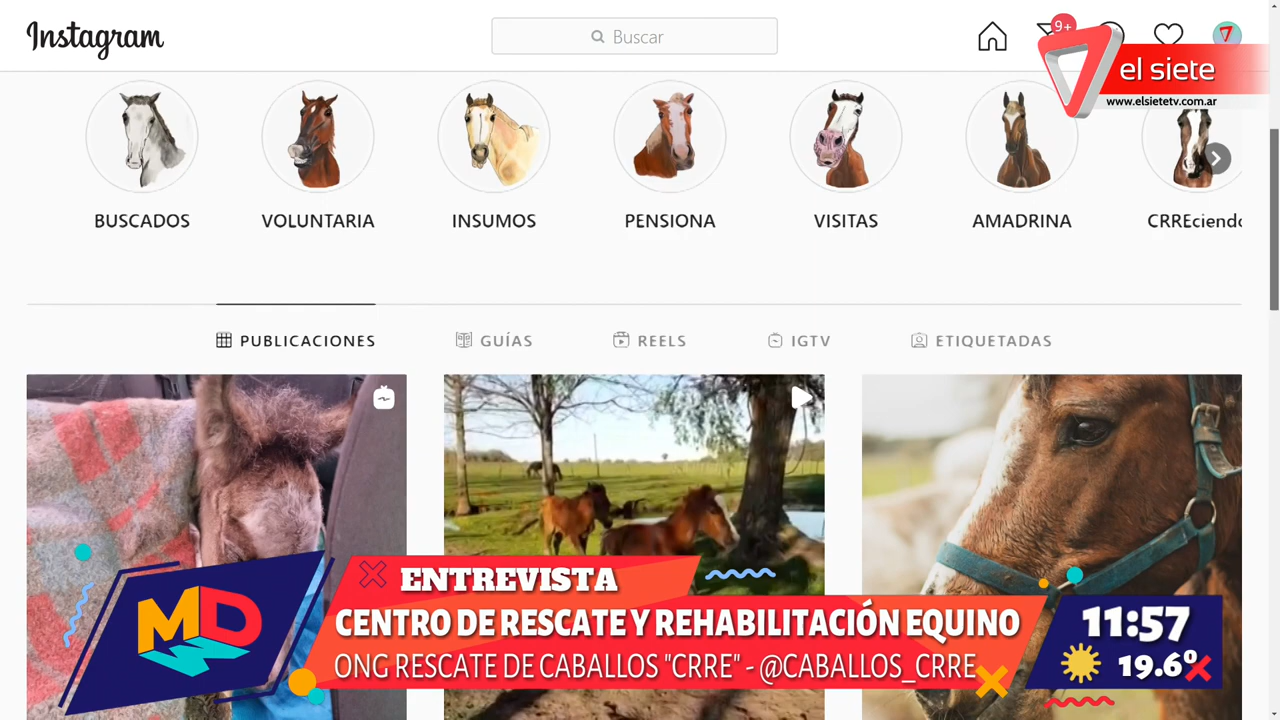 Instagram
Buscar
9+
el siete
www.elsietetv.com.ar
BUSCADOS
VOLUNTARIA
INSUMOS
PENSIONA
VISITAS
AMADRINA
CRREciendo
PUBLICACIONES
GUÍAS
REELS
IGTV
ETIQUETADAS
MD
ENTREVISTA
CENTRO DE RESCATE Y REHABILITACIÓN EQUINO
ONG RESCATE DE CABALLOS "CRRE" - @CABALLOS_CRRE
11:57
19.6º